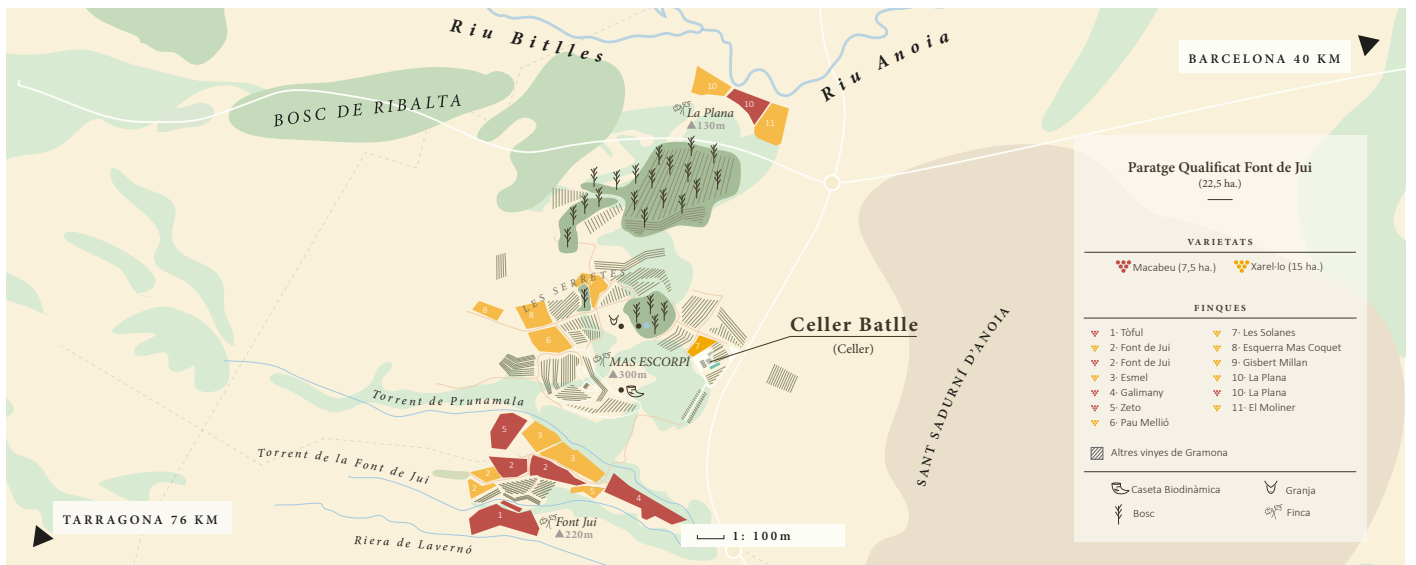 Riu Bitlles
Riu Anoia
BARCELONA 40 KM
BOSC DE RIBALTA
10
10
11
La Plana
130m
LES SERRETES
8
8
6
7
MAS ESCORPÍ
300m
Celler Batlle
(Celler)
SANT SADURNÍ D'ANOIA
Torrent de Prunamala
Torrent de la Font de Jui
Riera de Lavernó
5
3
3
2
2
2
2
4
1
Font Jui
220m
TARRAGONA 76 KM
1: 100m
Paratge Qualificat Font de Jui
(22,5 ha.)
VARIETATS
Macabeu (7,5 ha.)
Xarel·lo (15 ha.)
FINQUES
1· Tòful
2· Font de Jui
2· Font de Jui
3· Esmel
4· Galimany
5· Zeto
6· Pau Mellió
7· Les Solanes
8· Esquerra Mas Coquet
9· Gisbert Millan
10· La Plana
10· La Plana
11· El Moliner
Altres vinyes de Gramona
Caseta Biodinàmica
Granja
Bosc
Finca